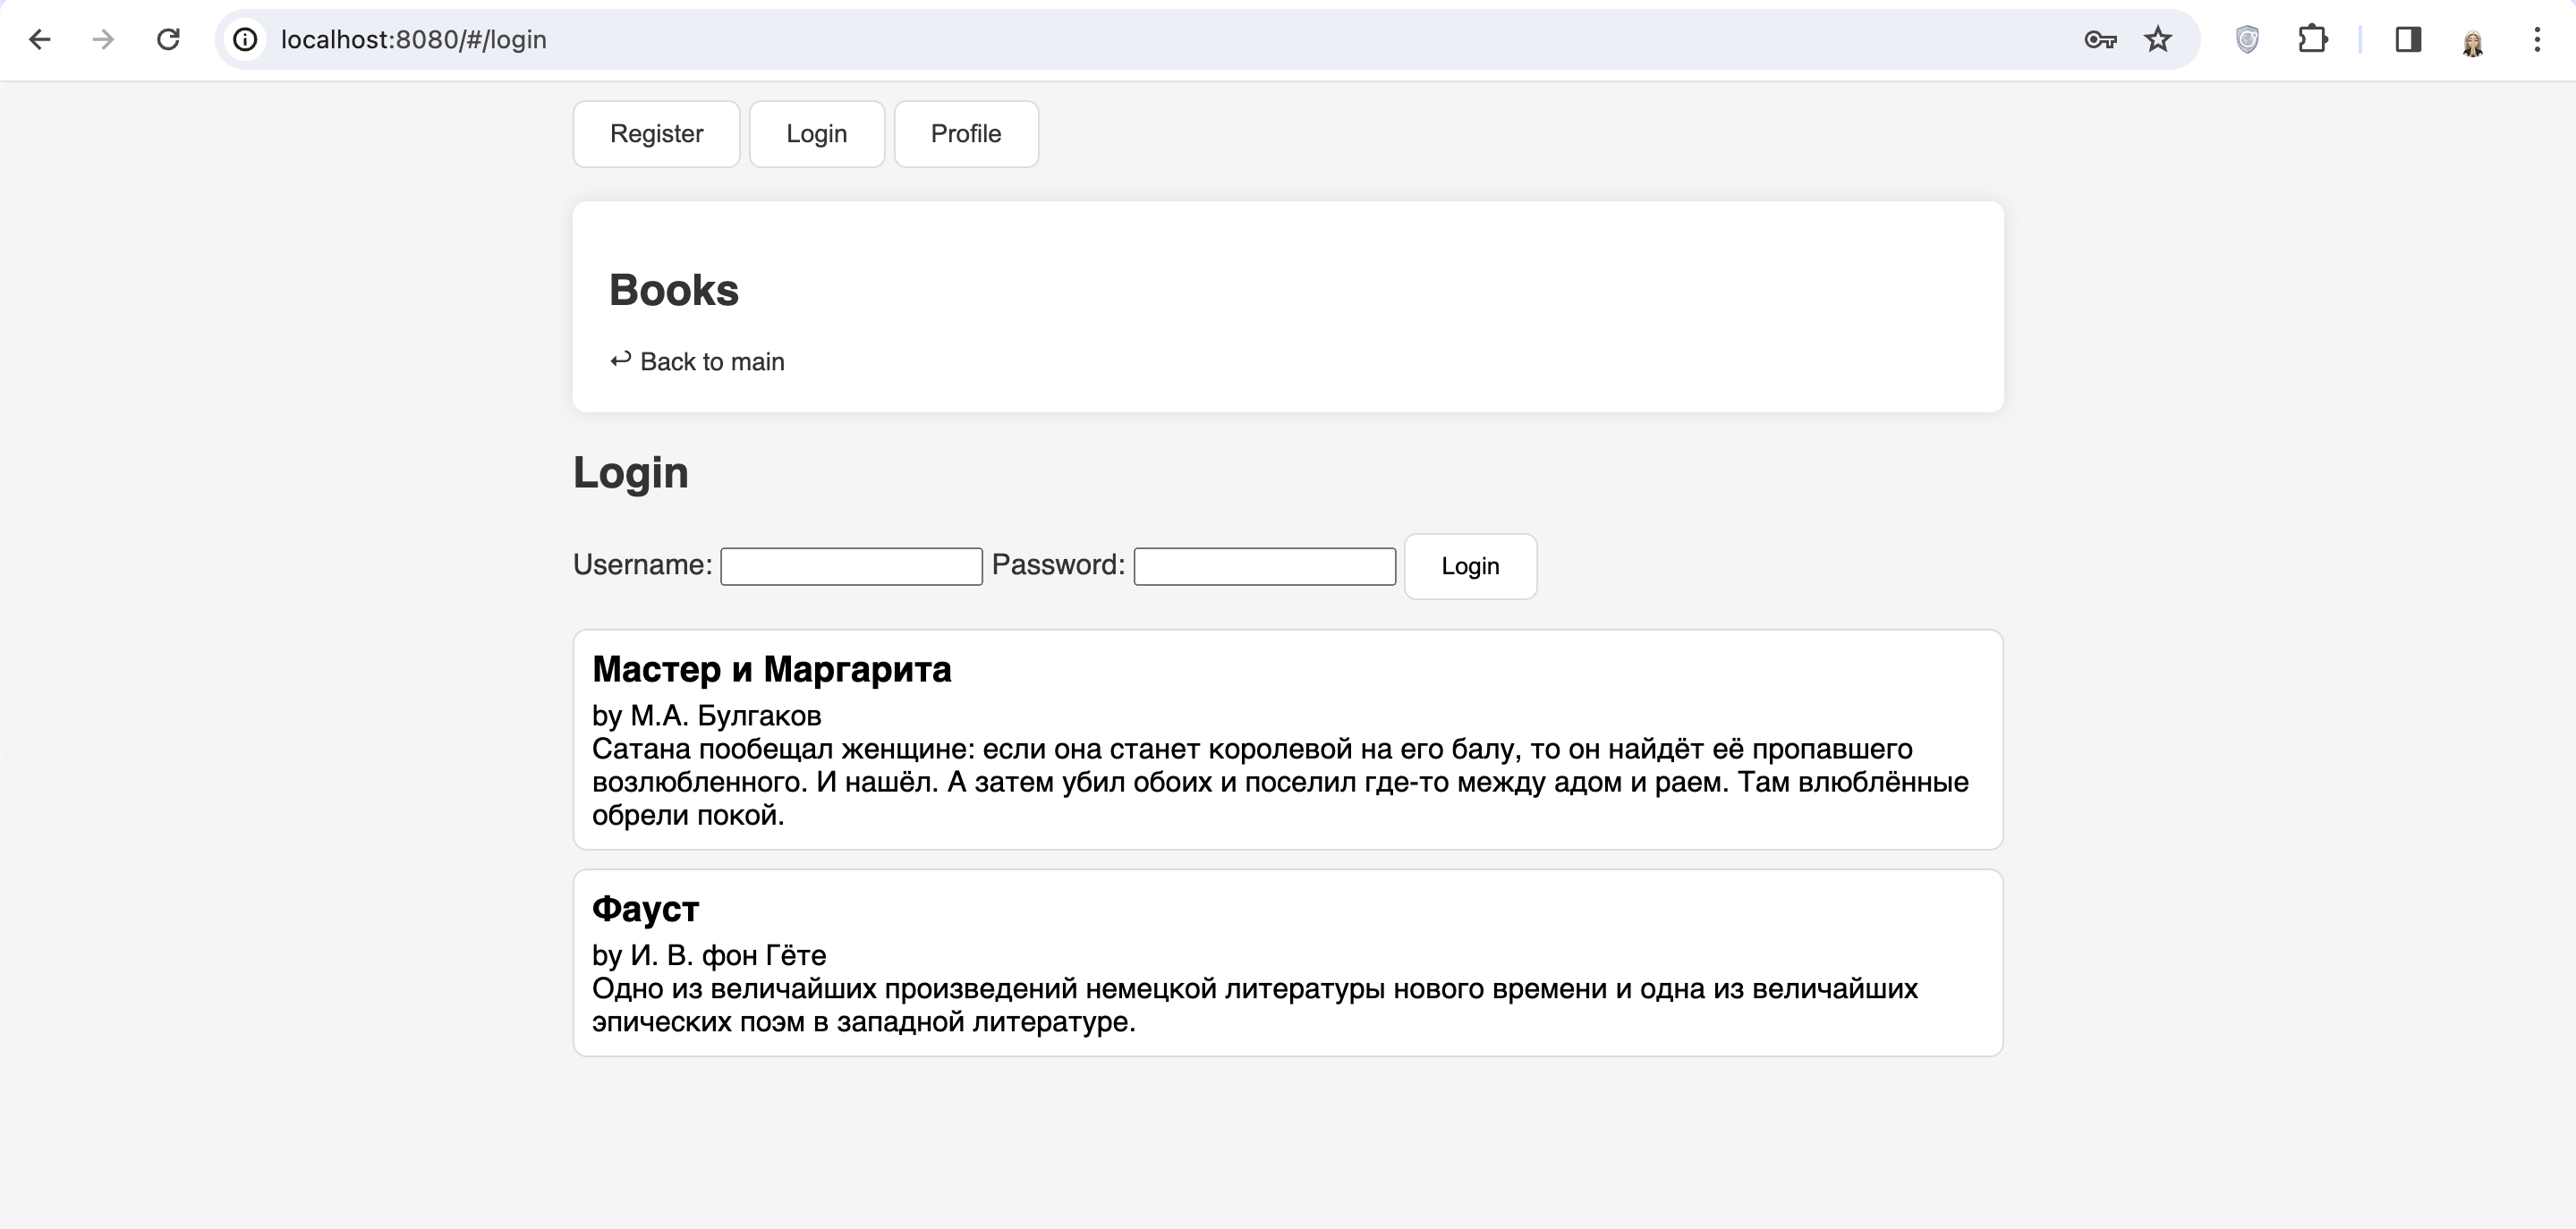 localhost:8080/#/login
Register Login Profile
Books
↩ Back to main
Login
Username: Password: Login
Мастер и Маргарита
by М.А. Булгаков
Сатана пообещал женщине: если она станет королевой на его балу, то он найдёт её пропавшего
возлюбленного. И нашёл. А затем убил обоих и поселил где-то между адом и раем. Там влюблённые
обрели покой.
Фауст
by И. В. фон Гёте
Одно из величайших произведений немецкой литературы нового времени и одна из величайших
эпических поэм в западной литературе.